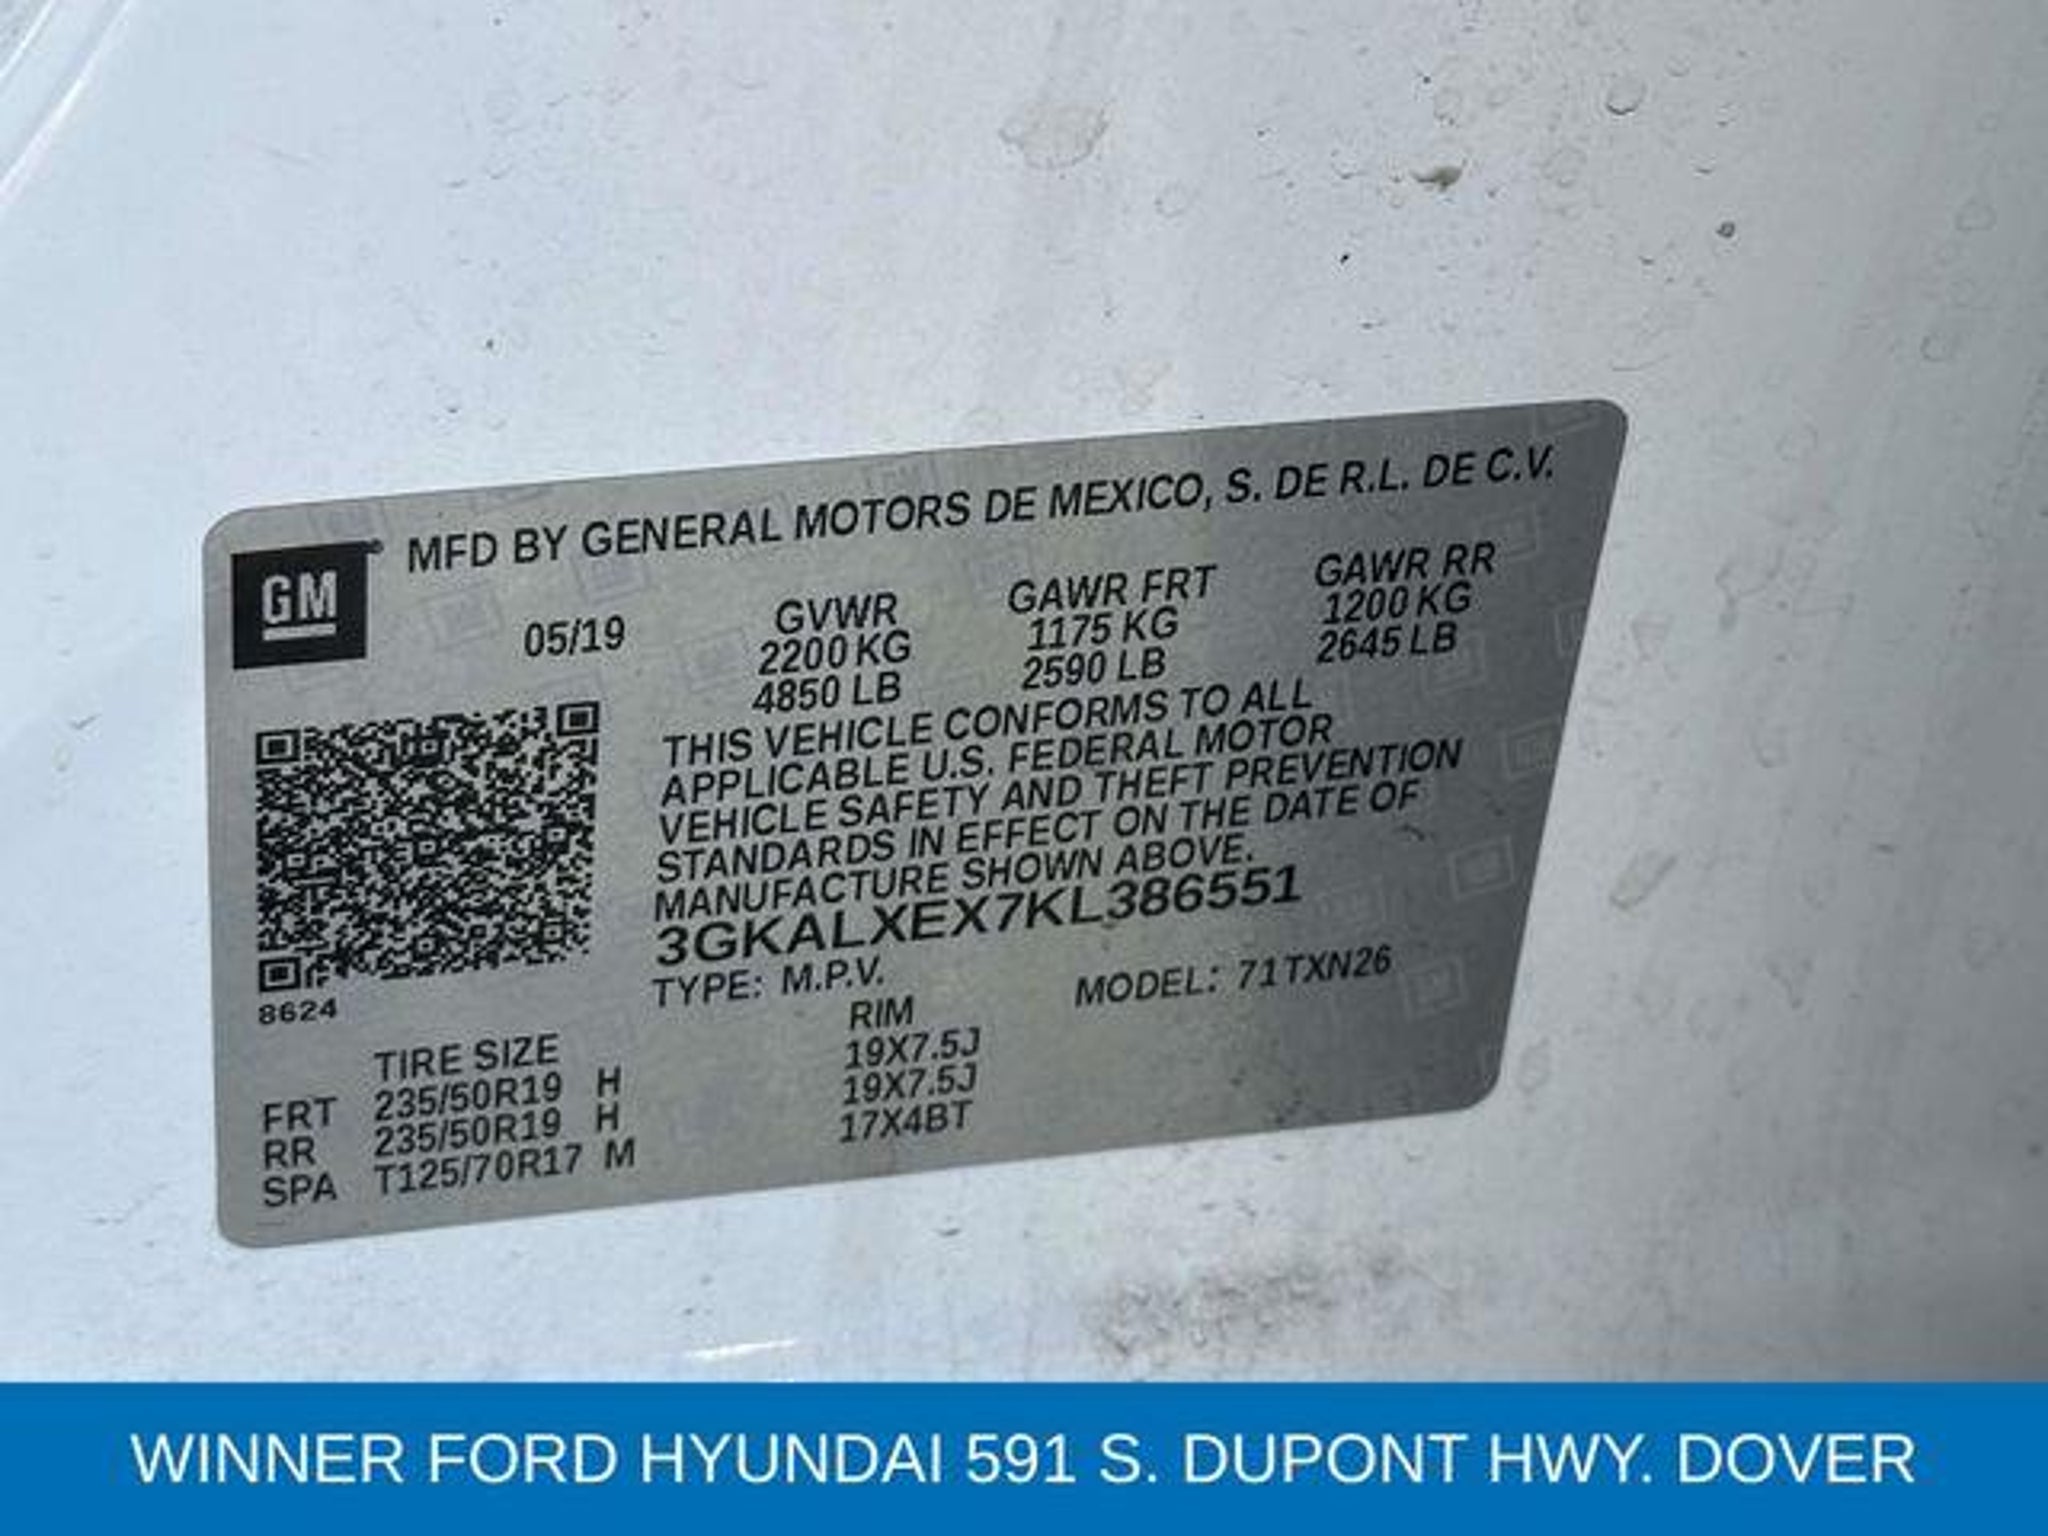 GM
MFD BY GENERAL MOTORS DE MEXICO, S. DE R.L. DE C.V.
05/19 GVWR GAWR FRT GAWR RR
2200 KG 1175 KG 1200 KG
4850 LB 2590 LB 2645 LB
THIS VEHICLE CONFORMS TO ALL
APPLICABLE U.S. FEDERAL MOTOR
VEHICLE SAFETY AND THEFT PREVENTION
STANDARDS IN EFFECT ON THE DATE OF
MANUFACTURE SHOWN ABOVE.
3GKALXEX7KL386551
TYPE: M.P.V. MODEL: 71TXN26
8624
TIRE SIZE RIM
FRT 235/50R19 H 19X7.5J
RR 235/50R19 H 19X7.5J
SPA T125/70R17 M 17X4BT
WINNER FORD HYUNDAI 591 S. DUPONT HWY. DOVER